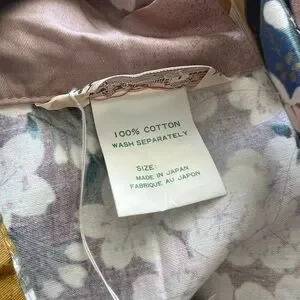 100% COTTON
WASH SEPARATELY
SIZE:
MADE IN JAPAN
FABRIQUE AU JAPON